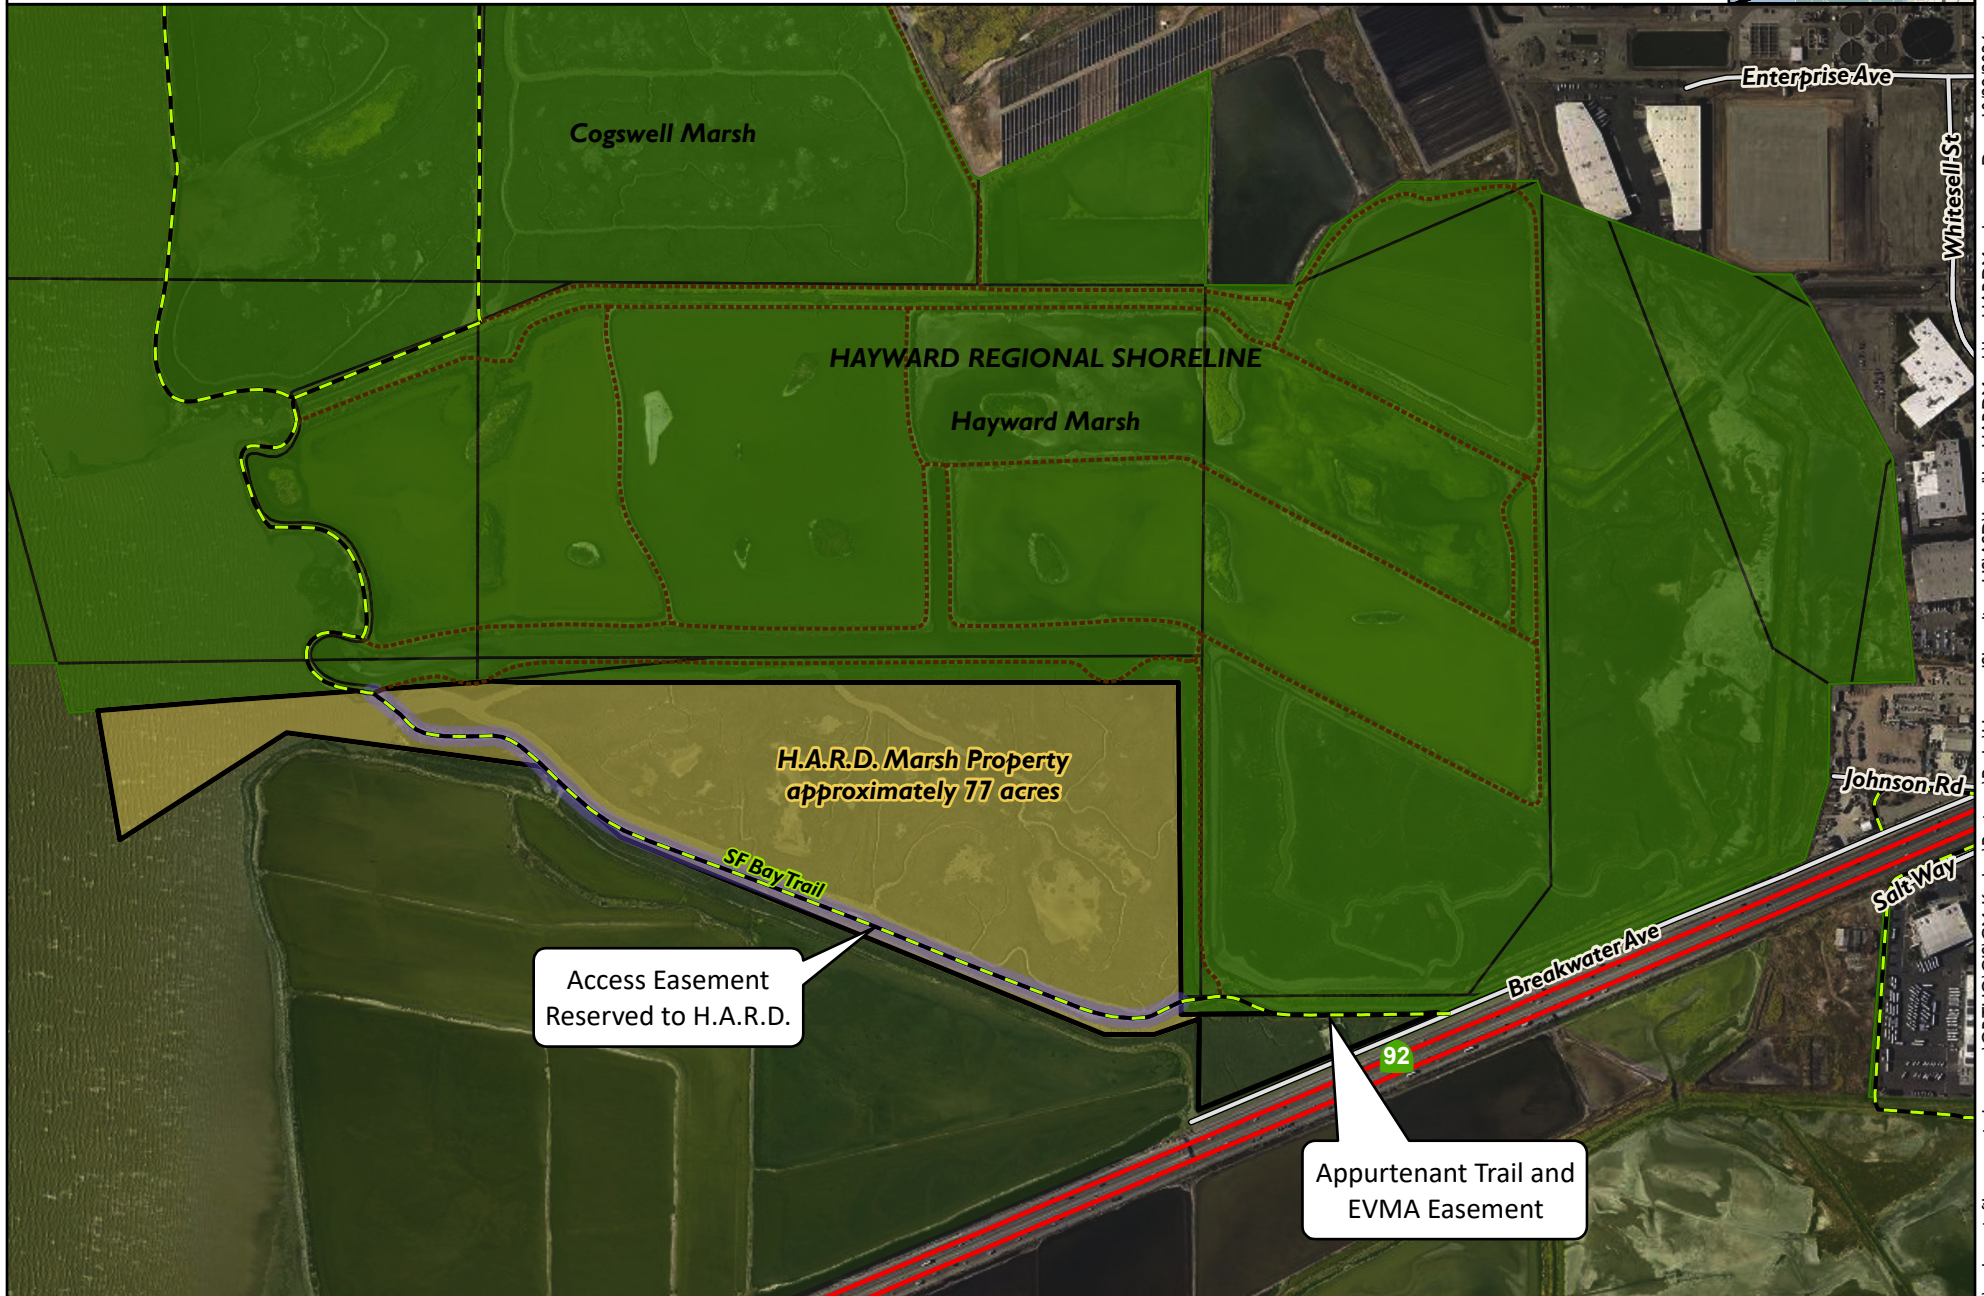 Enterprise Ave
Cogswell Marsh
Whitesell St
HAYWARD REGIONAL SHORELINE
Hayward Marsh
H.A.R.D. Marsh Property
approximately 77 acres
Johnson Rd
SF Bay Trail
Salt Way
Breakwater Ave
Access Easement
Reserved to H.A.R.D.
92
Appurtenant Trail and
EVMA Easement